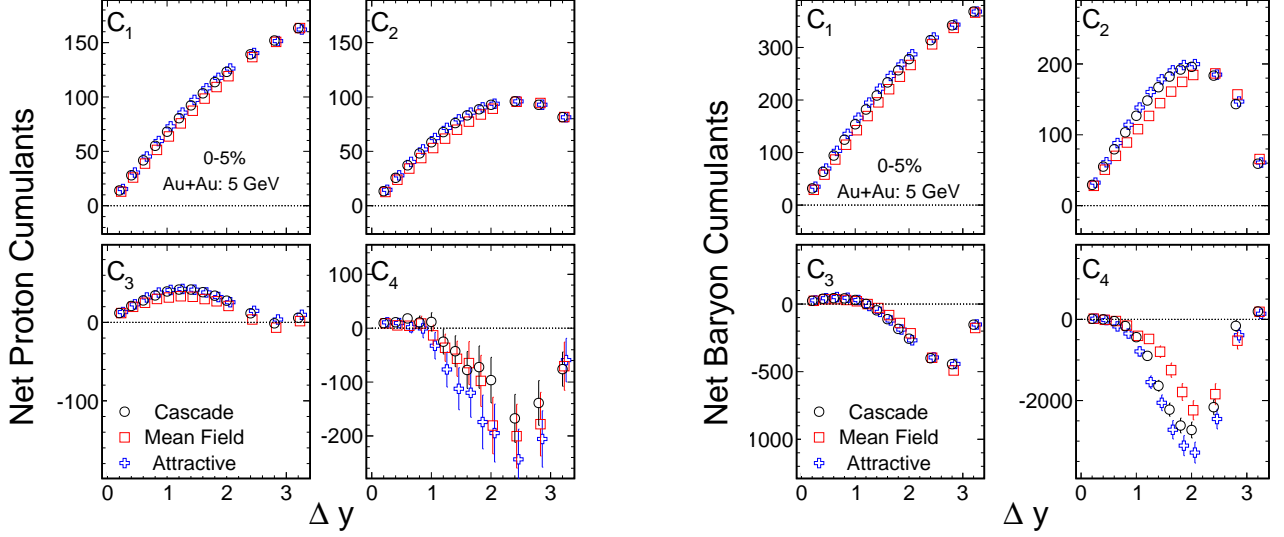 Net Proton Cumulants
C1
150
100
50
0
0-5%
Au+Au: 5 GeV
C2
150
100
50
0
C3
0
-100
Cascade
Mean Field
Attractive
0 1 2 3
C4
100
0
-100
-200
0 1 2 3
Δ y
Net Baryon Cumulants
C1
300
200
100
0
0-5%
Au+Au: 5 GeV
C2
200
100
0
C3
0
-500
1000
Cascade
Mean Field
Attractive
0 1 2 3
C4
0
-2000
0 1 2 3
Δ y